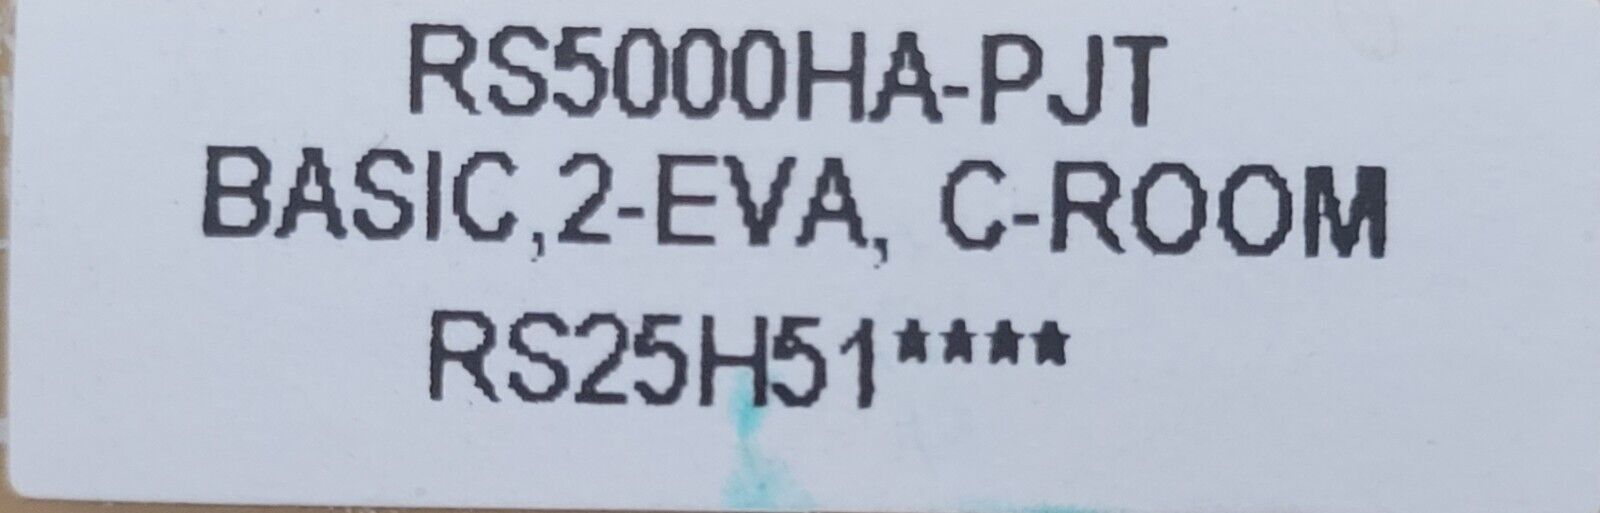 RS5000HA-PJT
BASIC,2-EVA, C-ROOM
RS25H51****